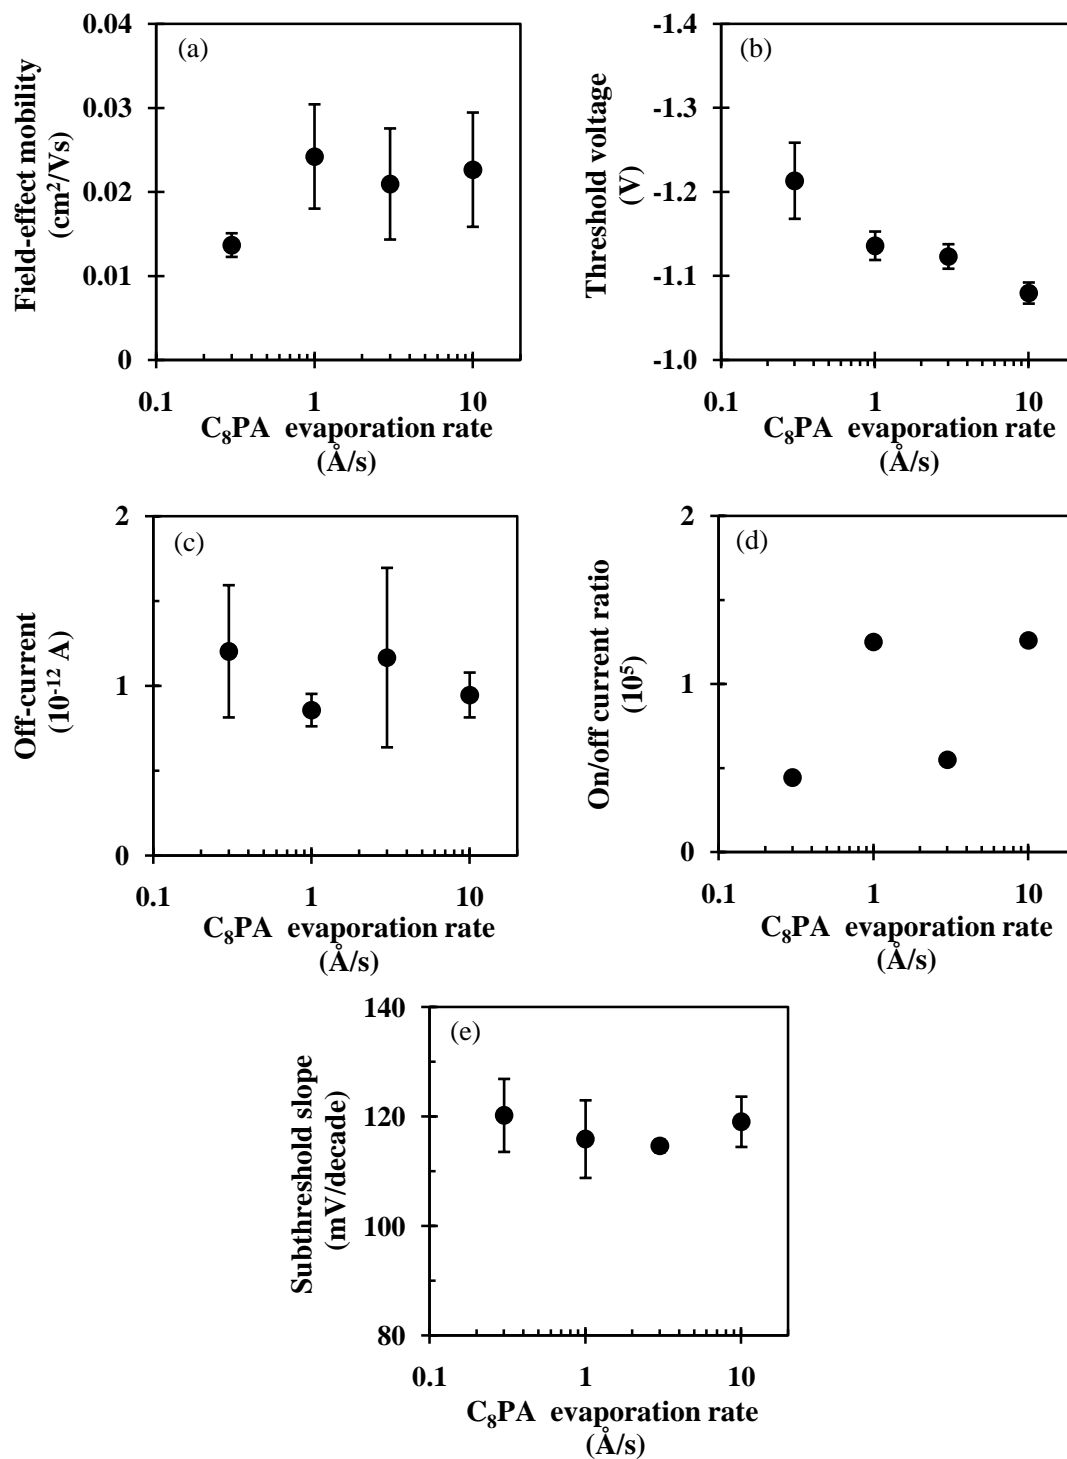 (a)
Field-effect mobility
(cm²/Vs)
0.04
0.03
0.02
0.01
0
0.1 1 10
C₈PA evaporation rate
(Å/s)
(b)
Threshold voltage
(V)
-1.4
-1.3
-1.2
-1.1
-1.0
0.1 1 10
C₈PA evaporation rate
(Å/s)
(c)
Off-current
(10⁻¹² A)
2
1
0
0.1 1 10
C₈PA evaporation rate
(Å/s)
(d)
On/off current ratio
(10⁵)
2
1
0
0.1 1 10
C₈PA evaporation rate
(Å/s)
(e)
Subthreshold slope
(mV/decade)
140
120
100
80
0.1 1 10
C₈PA evaporation rate
(Å/s)